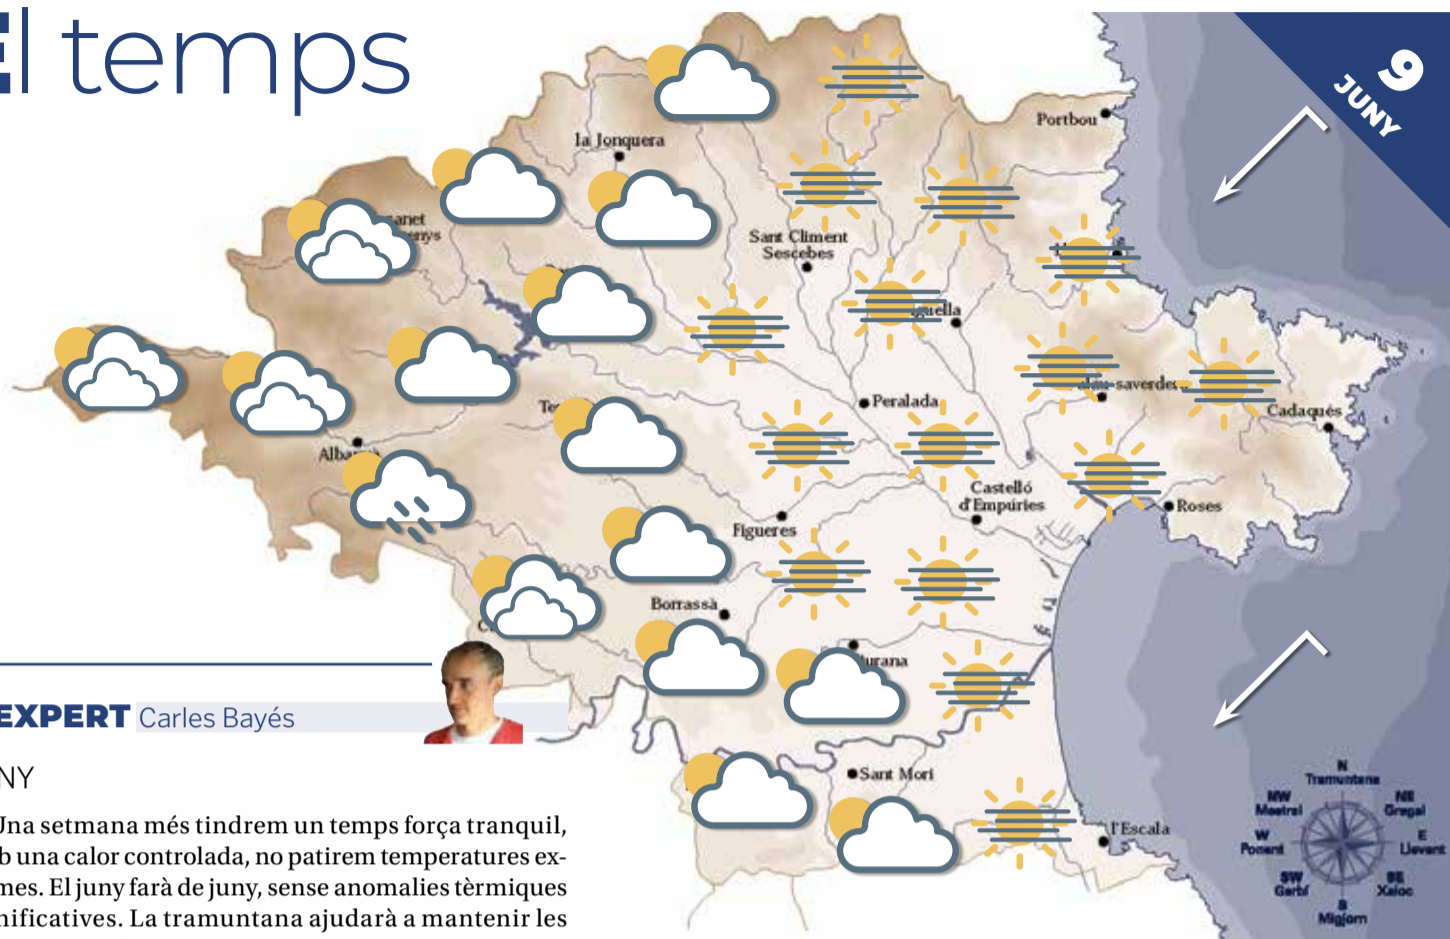 El temps
9
JUNY
Portbou
la Jonquera
Sant Climent
Sescebes
Peralada
Cadaqués
Castelló
d'Empúries
Roses
Figueres
Borrassà
Sant Mori
l'Escala
EXPERT Carles Bayés
NY
Una setmana més tindrem un temps força tranquil,
b una calor controlada, no patirem temperatures ex-
mes. El juny farà de juny, sense anomalies tèrmiques
nificatives. La tramuntana ajudarà a mantenir les
N
Tramuntana
NW
Mestral
NE
Gregal
W
Ponent
E
Llevant
SW
Garbí
SE
Xaloc
S
Migjorn